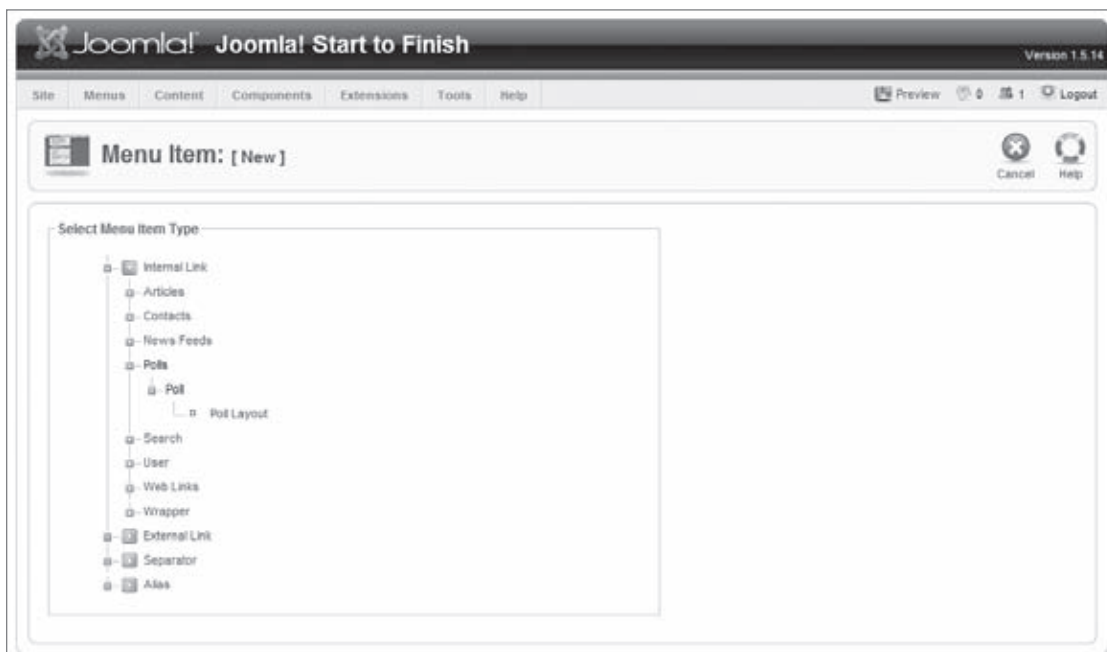 Joomla! Joomla! Start to Finish
Version 1.5.14
Site Menus Content Components Extensions Tools Help Preview 0 1 Logout
Menu Item: [ New ]
Cancel Help
Select Menu Item Type
Internal Link
Articles
Contacts
News Feeds
Polls
Poll
Poll Layout
Search
User
Web Links
Wrapper
External Link
Separator
Alias